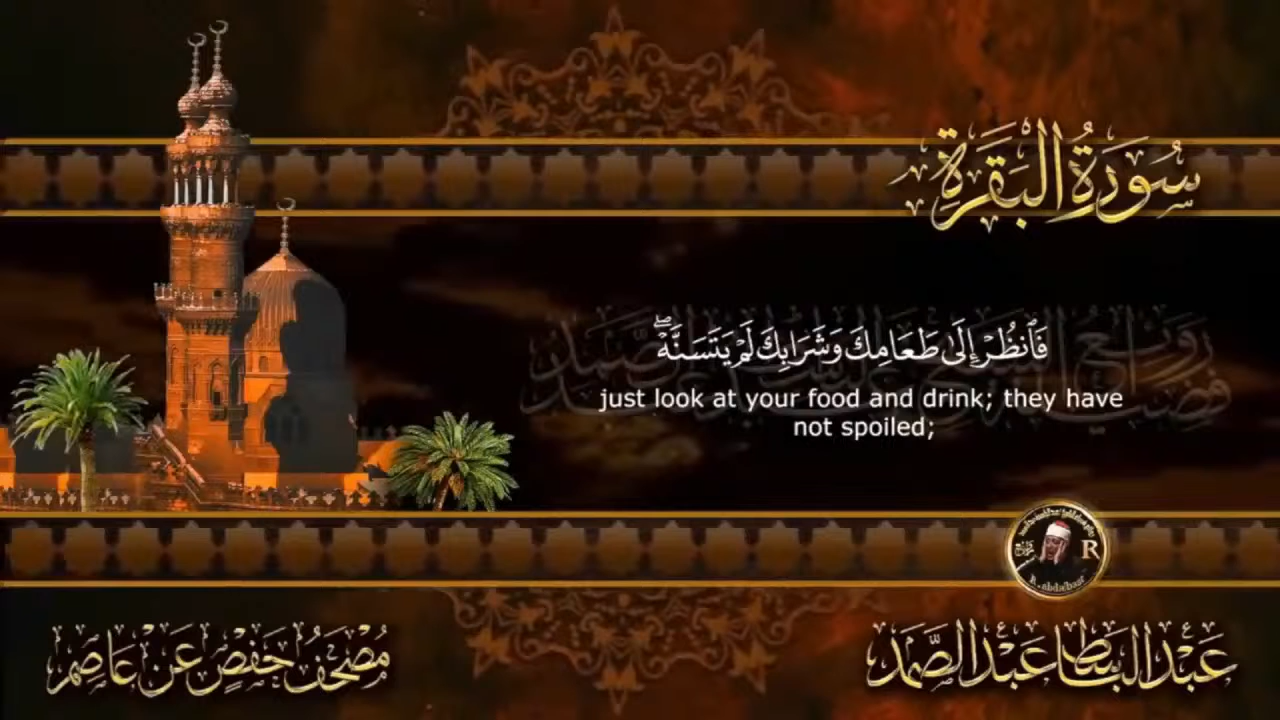 سُورَةُ البَقَرَةِ
فَٱنظُرْ إِلَىٰ طَعَامِكَ وَشَرَابِكَ لَمْ يَتَسَنَّهْ ۖ
just look at your food and drink; they have
not spoiled;
R
مُصْحَفُ حَفْصٍ عَنْ عَاصِمٍ
عَبْدُ البَاسِطِ عَبْدُ الصَّمَدِ